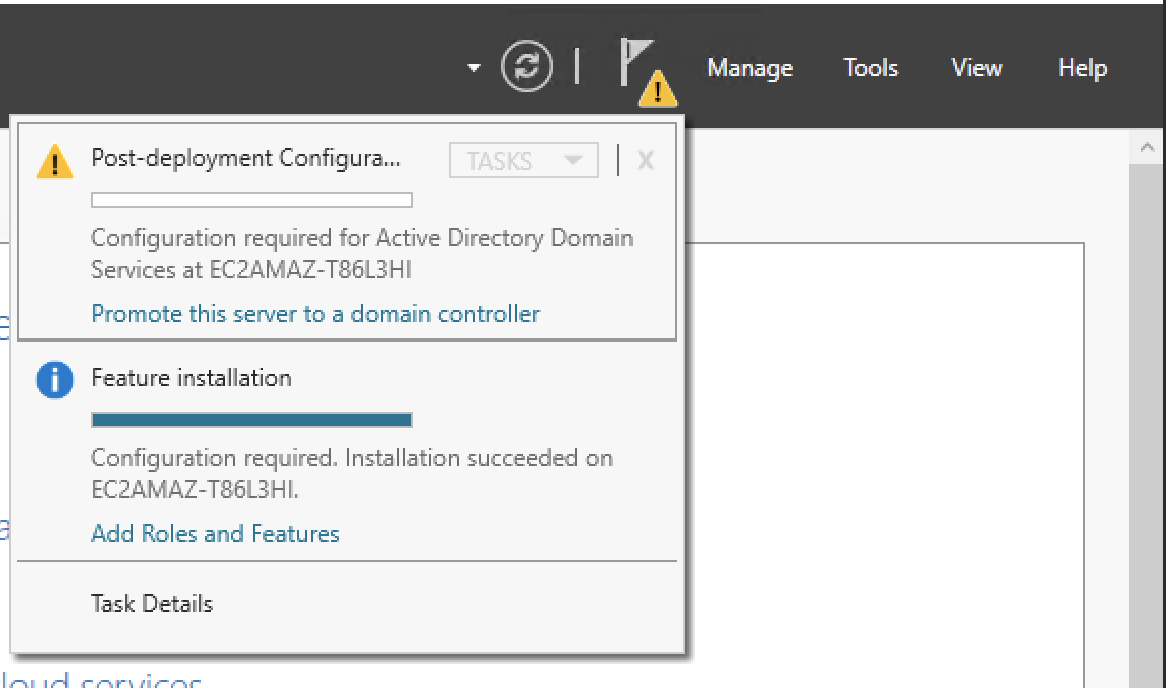 Manage Tools View Help
Post-deployment Configura... TASKS X
Configuration required for Active Directory Domain
Services at EC2AMAZ-T86L3HI
Promote this server to a domain controller
Feature installation
Configuration required. Installation succeeded on
EC2AMAZ-T86L3HI.
Add Roles and Features
Task Details
loud services